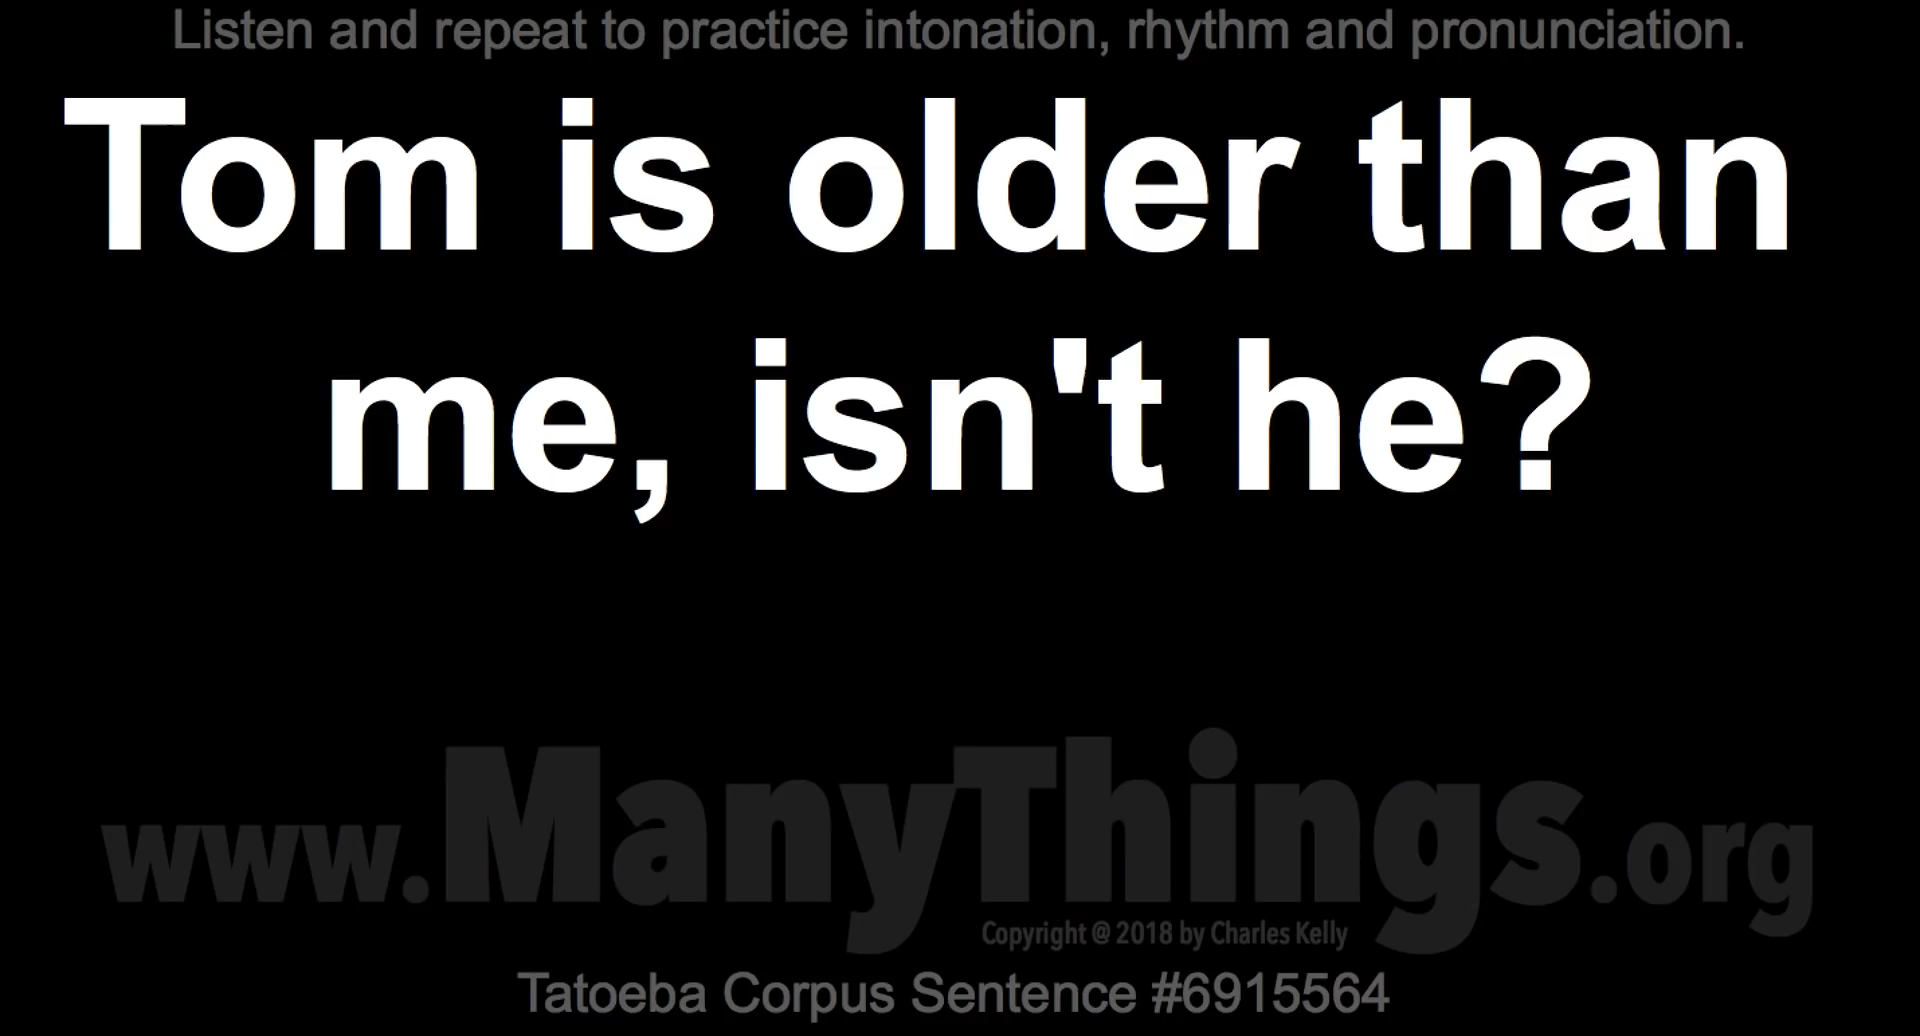 Listen and repeat to practice intonation, rhythm and pronunciation.
Tom is older than
me, isn't he?
www.ManyThings.org
Copyright @ 2018 by Charles Kelly
Tatoeba Corpus Sentence #6915564